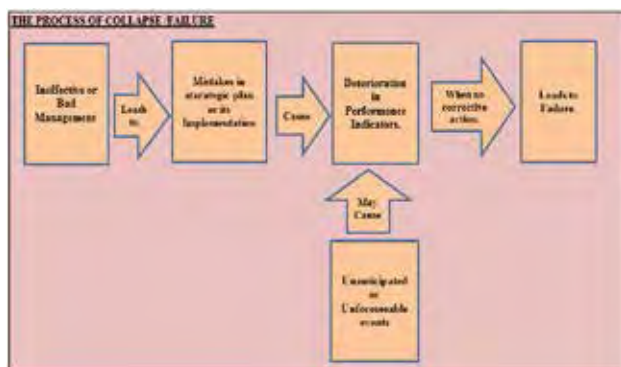 THE PROCESS OF COLLAPSE/FAILURE
Ineffective or
Bad
Management
Leads
to
Mistakes in
starategic plan
or its
Implementation
Cause
Deterioration
in
Performance
Indicators.
When no
corrective
action.
Leads to
Failure
May
Cause
Unanticipated
or
Unforeseeable
events